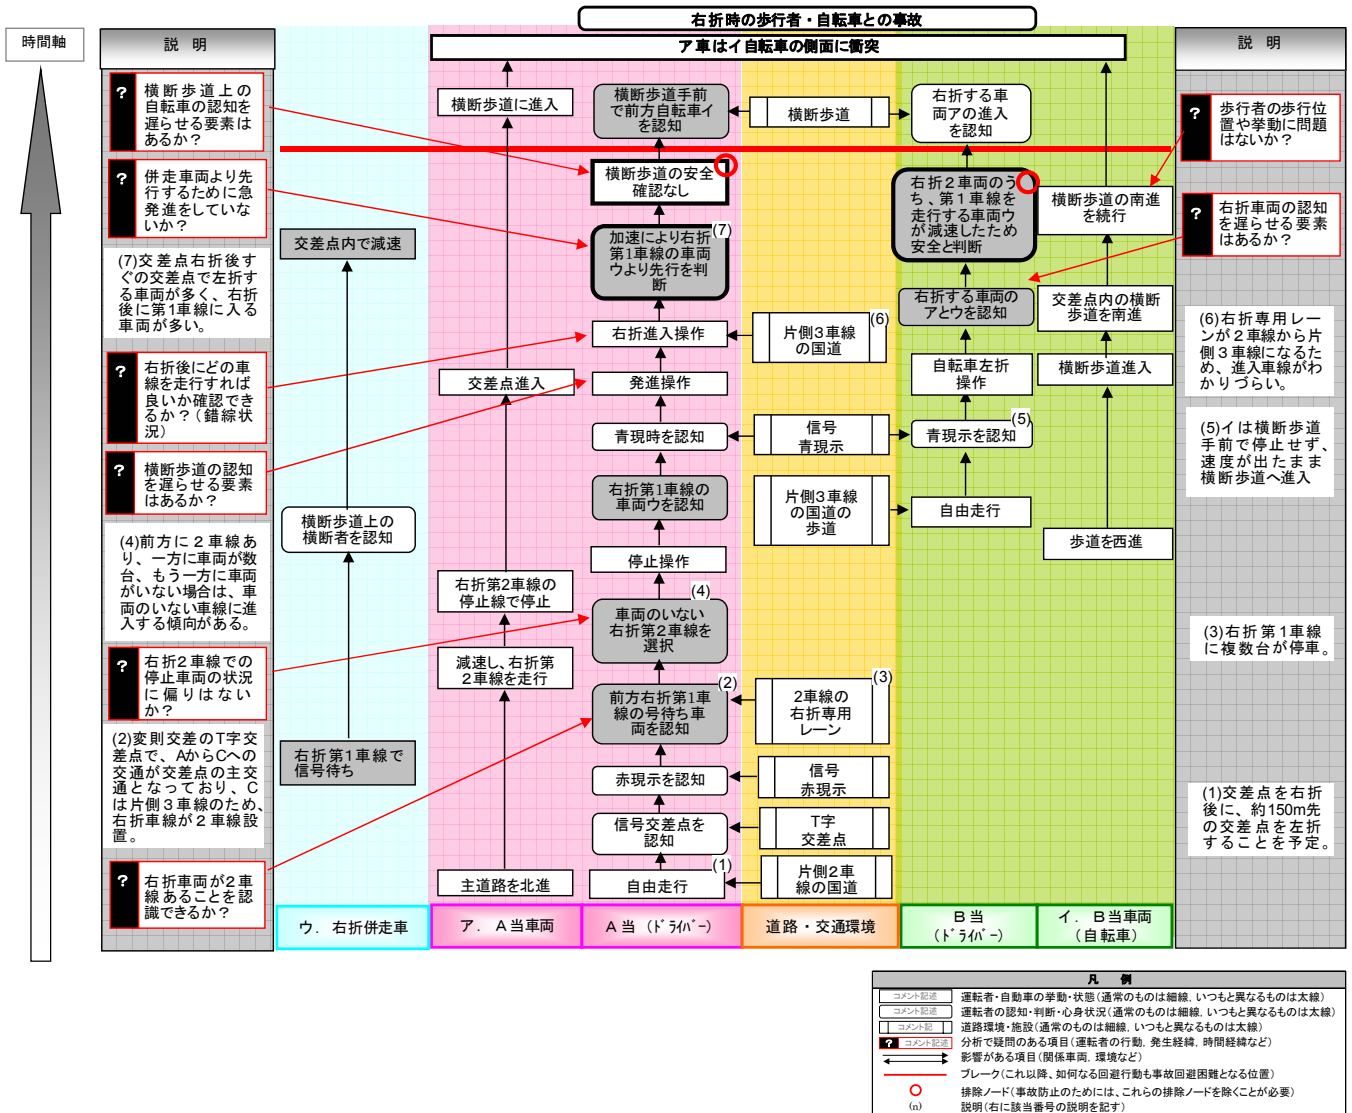 右折時の歩行者・自転車との事故
ア車はイ自転車の側面に衝突
時間軸
説 明
?
横断歩道上の
自転車の認知を
遅らせる要素は
あるか？
?
併走車両より先
行するために急
発進をしていな
いか？
(7)交差点右折後す
ぐの交差点で左折す
る車両が多く、右折
後に第1車線に入る
車両が多い。
?
右折後にどの車
線を走行すれば
良いか確認でき
るか？(錯綜状
況)
?
横断歩道の認知
を遅らせる要素
はあるか？
(4)前方に２車線あ
り、一方に車両が数
台、もう一方に車両
がいない場合は、車
両のいない車線に進
入する傾向がある。
?
右折2車線での
停止車両の状況
に偏りはない
か？
(2)変則交差のT字交
差点で、AからCへの
交通が交差点の主交
通となっており、C
は片側３車線のため、
右折車線が２車線設
置。
?
右折車両が2車
線あることを認
識できるか？
交差点内で減速
横断歩道上の
横断者を認知
右折第1車線で
信号待ち
ウ．右折併走車
横断歩道に進入
交差点進入
右折第2車線の
停止線で停止
減速し、右折第
2車線を走行
主道路を北進
ア．Ａ当車両
横断歩道手前
で前方自転車イ
を認知
横断歩道の安全
確認なし
(7)
加速により右折
第1車線の車両
ウより先行を判
断
右折進入操作
発進操作
青現時を認知
右折第1車線の
車両ウを認知
停止操作
(4)
車両のいない
右折第2車線を
選択
(2)
前方右折第1車
線の号待ち車
両を認知
赤現示を認知
信号交差点を
認知
(1)
自由走行
Ａ当（ﾄﾞﾗｲﾊﾞｰ）
横断歩道
(6)
片側3車線
の国道
信号
青現示
片側3車線
の国道の
歩道
(3)
2車線の
右折専用
レーン
信号
赤現示
T字
交差点
片側2車
線の国道
道路・交通環境
右折する車
両アの進入
を認知
右折２車両のう
ち、第１車線を
走行する車両ウ
が減速したため
安全と判断
右折する車両の
アとウを認知
自転車左折
操作
(5)
青現示を認知
自由走行
Ｂ当
（ﾄﾞﾗｲﾊﾞｰ）
横断歩道の南進
を続行
交差点内の横断
歩道を南進
横断歩道進入
歩道を西進
イ．Ｂ当車両
（自転車）
説 明
?
歩行者の歩行位
置や挙動に問題
はないか？
?
右折車両の認知
を遅らせる要素
はあるか？
(6)右折専用レー
ンが２車線から片
側３車線になるた
め、進入車線がわ
かりづらい。
(5)イは横断歩道
手前で停止せず、
速度が出たまま
横断歩道へ進入
(3)右折第1車線
に複数台が停車。
(1)交差点を右折
後に、約150m先
の交差点を左折
することを予定。
凡 例
コメント記述 運転者・自動車の挙動・状態(通常のものは細線，いつもと異なるものは太線)
コメント記述 運転者の認知・判断・心身状況(通常のものは細線，いつもと異なるものは太線)
コメント記 道路環境・施設(通常のものは細線，いつもと異なるものは太線)
? コメント記述 分析で疑問のある項目(運転者の行動，発生経緯，時間経緯など)
影響がある項目(関係車両，環境など)
ブレーク(これ以降、如何なる回避行動も事故回避困難となる位置)
排除ノード(事故防止のためには、これらの排除ノードを除くことが必要)
(n) 説明(右に該当番号の説明を記す)